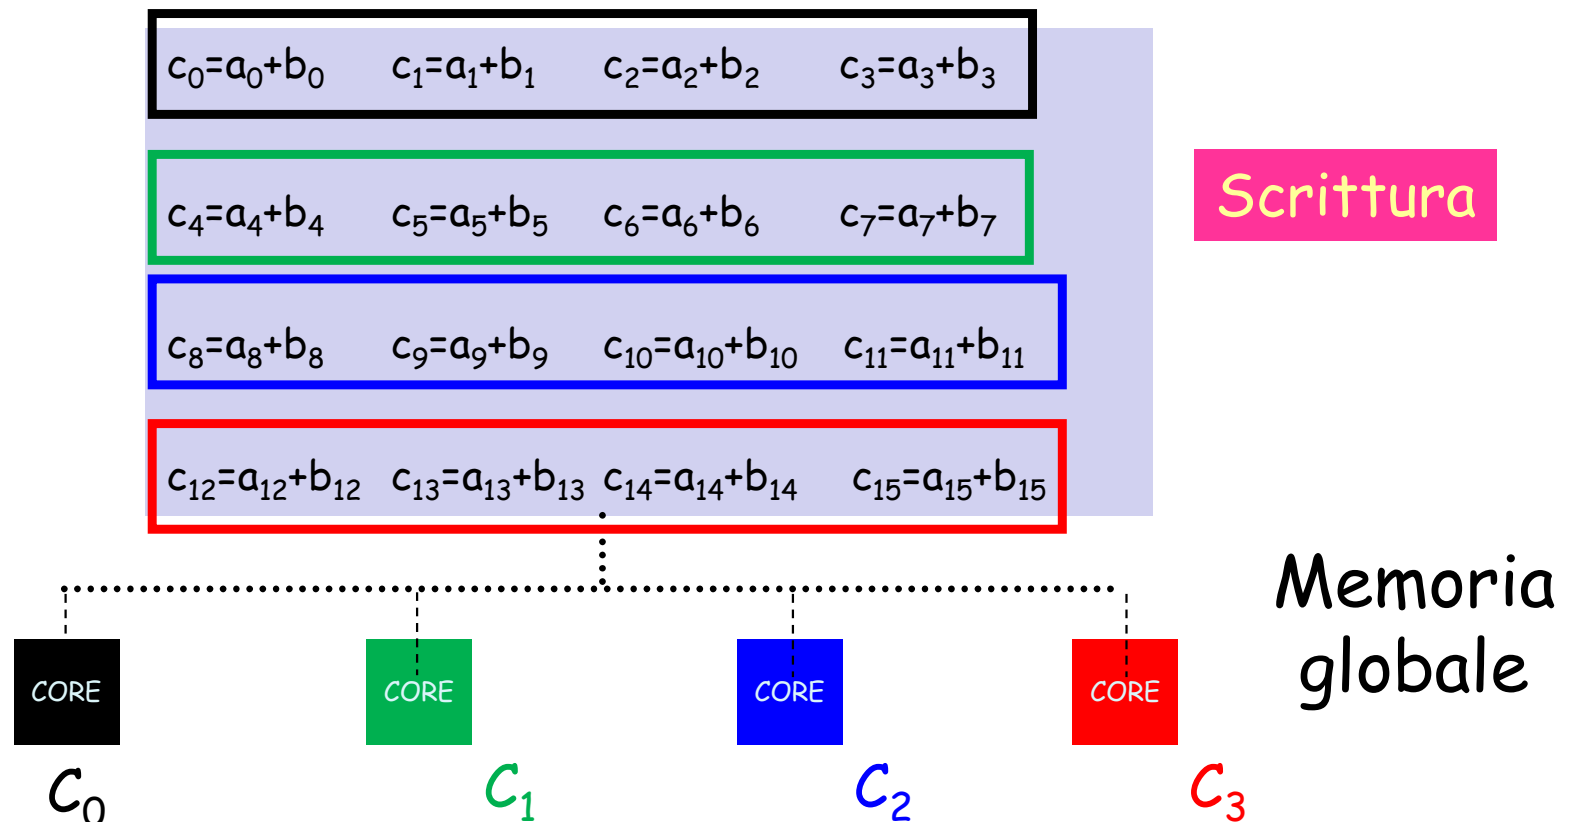 c₀=a₀+b₀ c₁=a₁+b₁ c₂=a₂+b₂ c₃=a₃+b₃
c₄=a₄+b₄ c₅=a₅+b₅ c₆=a₆+b₆ c₇=a₇+b₇
Scrittura
c₈=a₈+b₈ c₉=a₉+b₉ c₁₀=a₁₀+b₁₀ c₁₁=a₁₁+b₁₁
c₁₂=a₁₂+b₁₂ c₁₃=a₁₃+b₁₃ c₁₄=a₁₄+b₁₄ c₁₅=a₁₅+b₁₅
Memoria
globale
CORE CORE CORE CORE
C₀ C₁ C₂ C₃